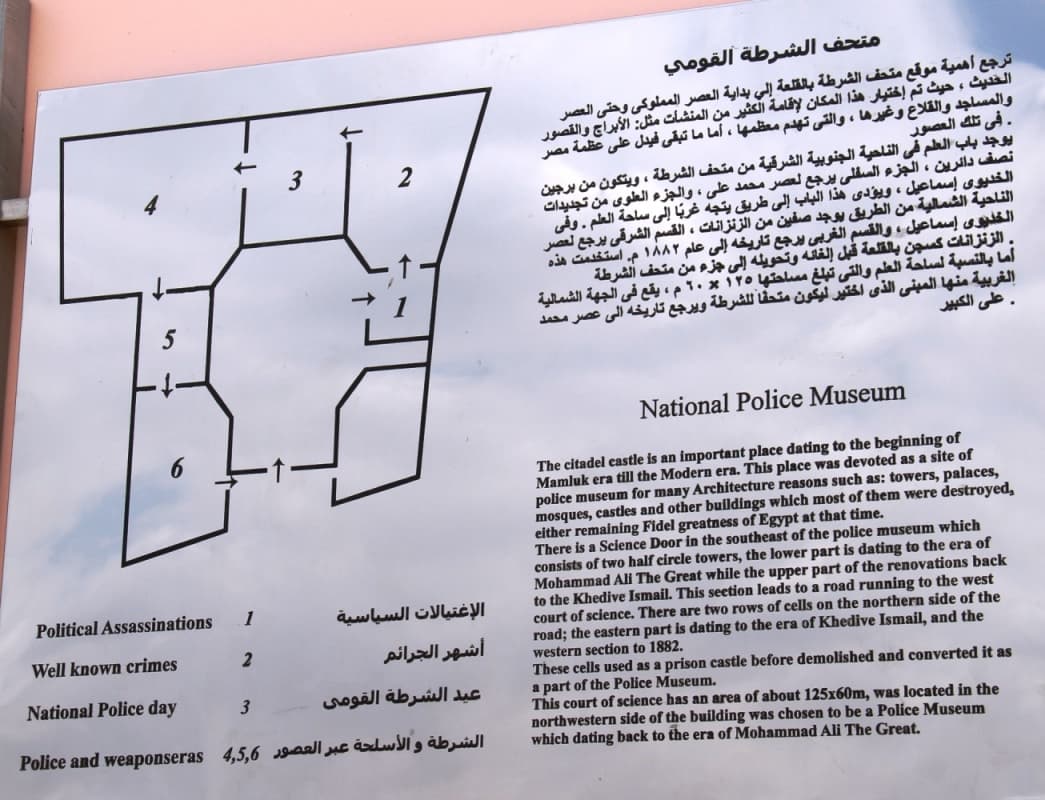 متحف الشرطة القومي
ترجع أهمية موقع متحف الشرطة بالقلعة إلي بداية العصر المملوكى وحتى العصر
الحديث ، حيث تم إختيار هذا المكان لإقامة الكثير من المنشأت مثل: الأبراج والقصور
والمساجد والقلاع وغيرها ، والتى تهدم معظمها ، أما ما تبقى فيدل على عظمة مصر
فى تلك العصور .
يوجد باب العلم فى الناحية الجنوبية الشرقية من متحف الشرطة ، ويتكون من برجين
نصف دائرين ، الجزء السفلى يرجع لعصر محمد على ، والجزء العلوى من تجديدات
الخديوى إسماعيل ، ويؤدى هذا الباب إلى طريق يتجه غربًا إلى ساحة العلم . وفى
الناحية الشمالية من الطريق يوجد صفين من الزنزانات ، القسم الشرقى يرجع لعصر
الخديوى إسماعيل ، والقسم الغربى يرجع تاريخه إلى عام ١٨٨٢ م. استخدمت هذه
الزنزانات كسجن بالقلعة قبل إلغائه وتحويله إلى جزء من متحف الشرطة .
أما بالنسبة لساحة العلم والتى تبلغ مساحتها ١٢٥ × ٦٠ م ، يقع فى الجهة الشمالية
الغربية منها المبنى الذى اختير ليكون متحفًا للشرطة ويرجع تاريخه الى عصر محمد
على الكبير .
4
3
2
1
5
6
National Police Museum
The citadel castle is an important place dating to the beginning of
Mamluk era till the Modern era. This place was devoted as a site of
police museum for many Architecture reasons such as: towers, palaces,
mosques, castles and other buildings which most of them were destroyed,
either remaining Fidel greatness of Egypt at that time.
There is a Science Door in the southeast of the police museum which
consists of two half circle towers, the lower part is dating to the era of
Mohammad Ali The Great while the upper part of the renovations back
to the Khedive Ismail. This section leads to a road running to the west
court of science. There are two rows of cells on the northern side of the
road; the eastern part is dating to the era of Khedive Ismail, and the
western section to 1882.
These cells used as a prison castle before demolished and converted it as
a part of the Police Museum.
This court of science has an area of about 125x60m, was located in the
northwestern side of the building was chosen to be a Police Museum
which dating back to the era of Mohammad Ali The Great.
Political Assassinations 1 الإغتيالات السياسية
Well known crimes 2 أشهر الجرائم
National Police day 3 عيد الشرطة القومى
Police and weaponseras 4,5,6 الشرطة و الأسلحة عبر العصور